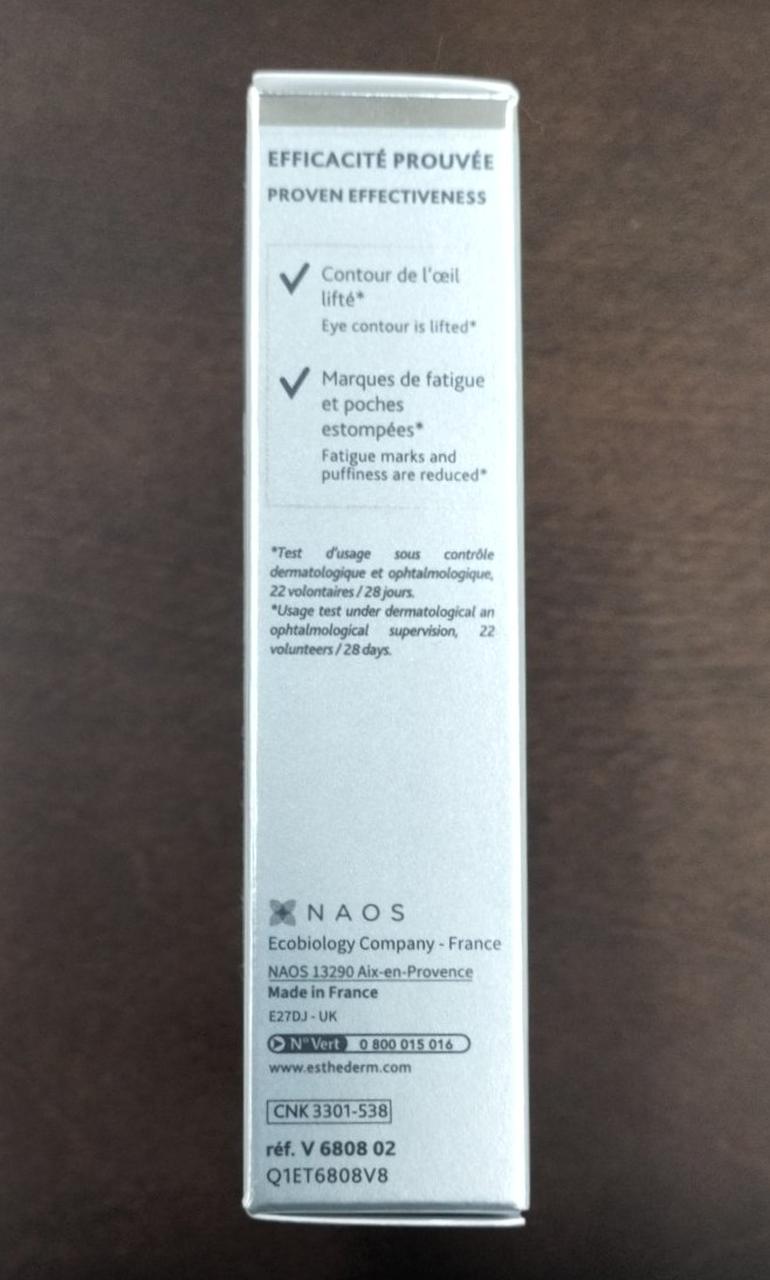 EFFICACITÉ PROUVÉE
PROVEN EFFECTIVENESS
Contour de l'œil
lifté*
Eye contour is lifted*
Marques de fatigue
et poches
estompées*
Fatigue marks and
puffiness are reduced*
*Test d'usage sous contrôle
dermatologique et ophtalmologique,
22 volontaires / 28 jours.
*Usage test under dermatological an
ophtalmological supervision, 22
volunteers / 28 days.
NAOS
Ecobiology Company - France
NAOS 13290 Aix-en-Provence
Made in France
E27DJ - UK
N° Vert 0 800 015 016
www.esthederm.com
CNK 3301-538
réf. V 6808 02
Q1ET6808V8